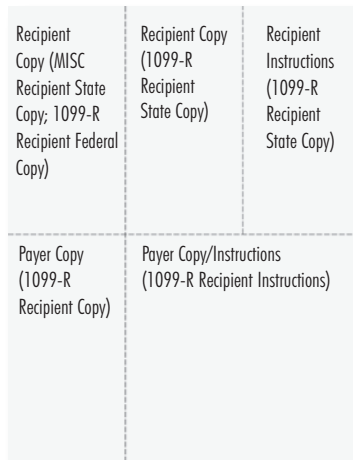 Recipient
Copy (MISC
Recipient State
Copy; 1099-R
Recipient Federal
Copy)
Recipient Copy
(1099-R
Recipient
State Copy)
Recipient
Instructions
(1099-R
Recipient
State Copy)
Payer Copy
(1099-R
Recipient Copy)
Payer Copy/Instructions
(1099-R Recipient Instructions)